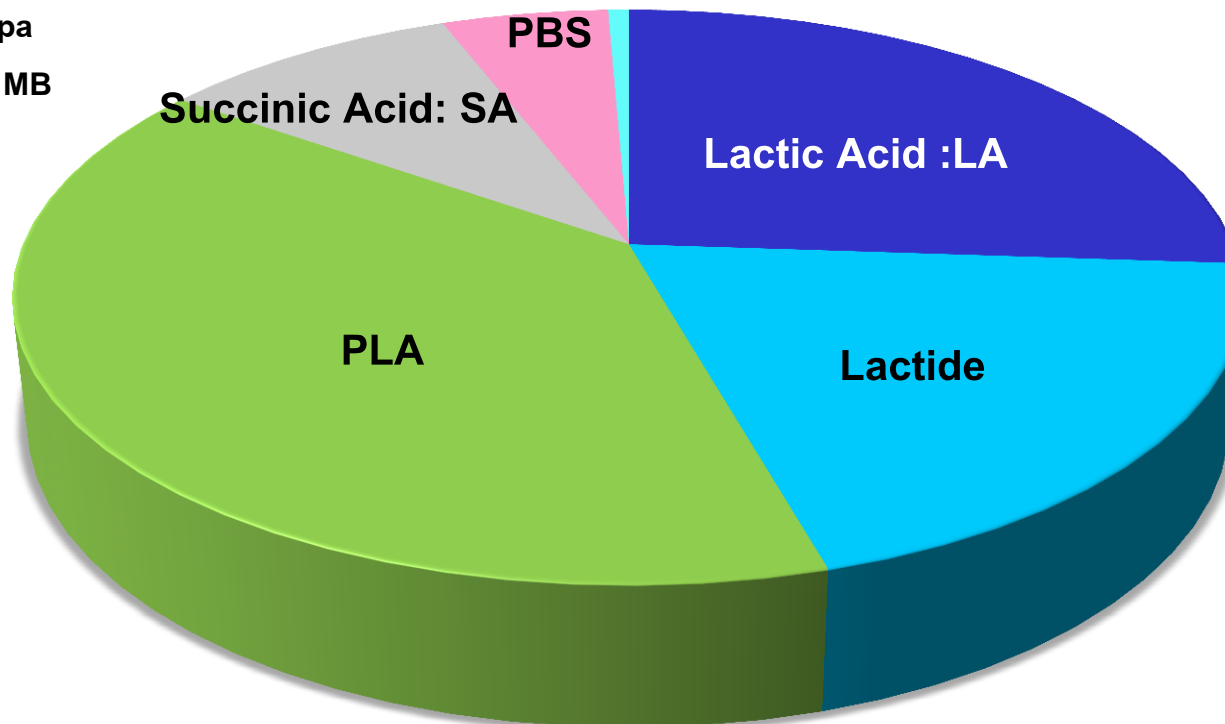 pa
MB
PBS
Succinic Acid: SA
Lactic Acid :LA
PLA
Lactide